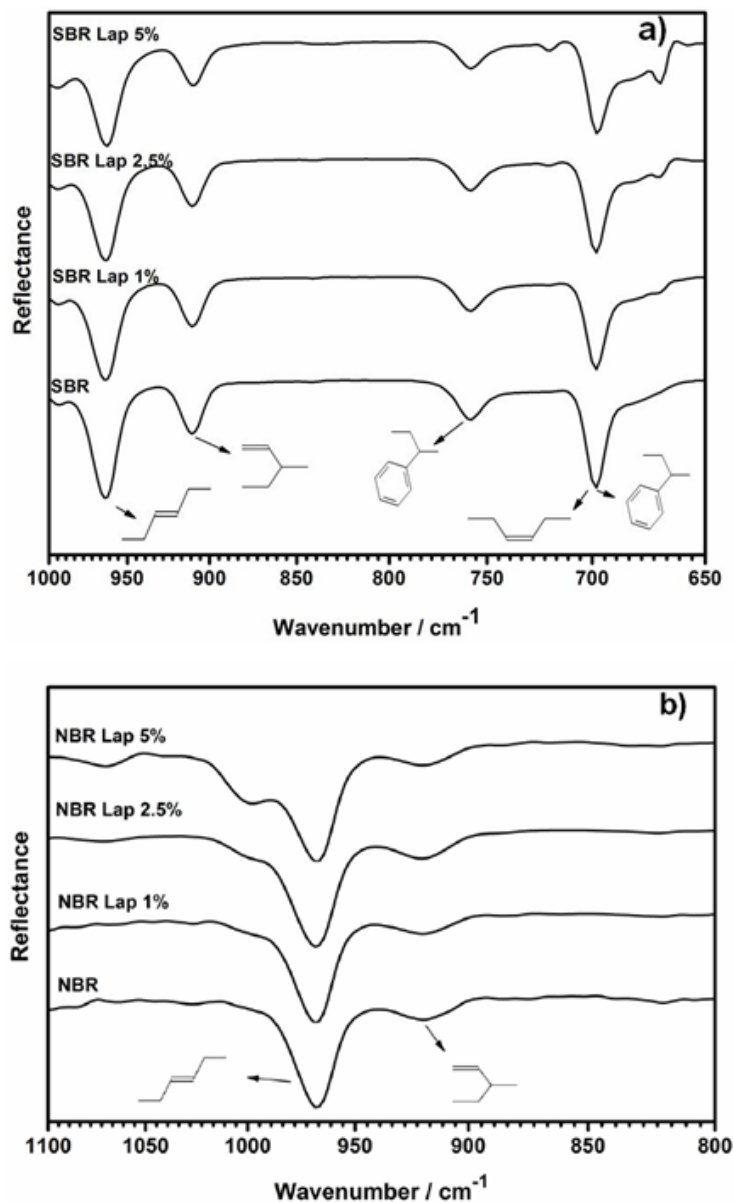 a)
SBR Lap 5%
SBR Lap 2,5%
SBR Lap 1%
SBR
Reflectance
1000 950 900 850 800 750 700 650
Wavenumber / cm-1
b)
NBR Lap 5%
NBR Lap 2.5%
NBR Lap 1%
NBR
Reflectance
1100 1050 1000 950 900 850 800
Wavenumber / cm-1